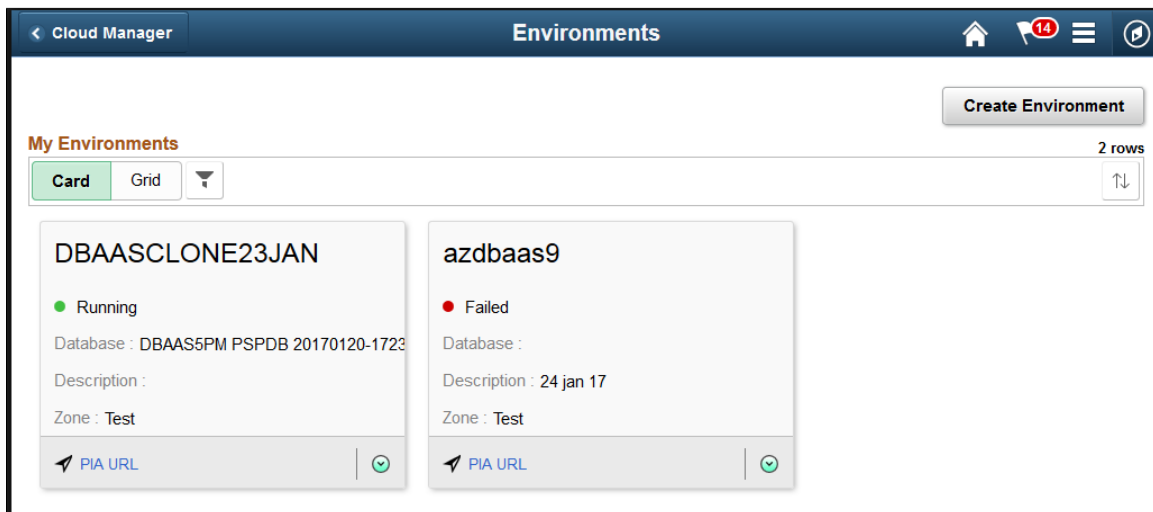 Cloud Manager
Environments
14
Create Environment
My Environments
2 rows
Card
Grid
DBAASCLONE23JAN
Running
Database : DBAAS5PM PSPDB 20170120-1723
Description :
Zone : Test
PIA URL
azdbaas9
Failed
Database :
Description : 24 jan 17
Zone : Test
PIA URL